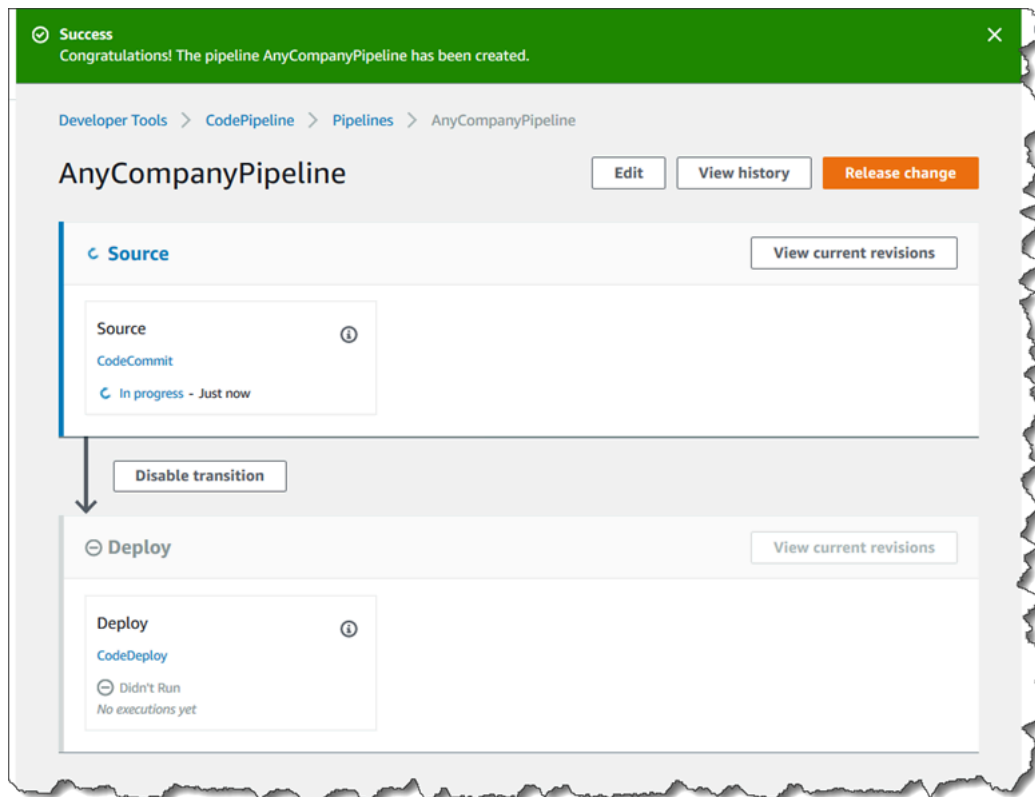 Success
Congratulations! The pipeline AnyCompanyPipeline has been created.
Developer Tools > CodePipeline > Pipelines > AnyCompanyPipeline
AnyCompanyPipeline Edit View history Release change
Source View current revisions
Source
CodeCommit
In progress - Just now
Disable transition
Deploy View current revisions
Deploy
CodeDeploy
Didn't Run
No executions yet